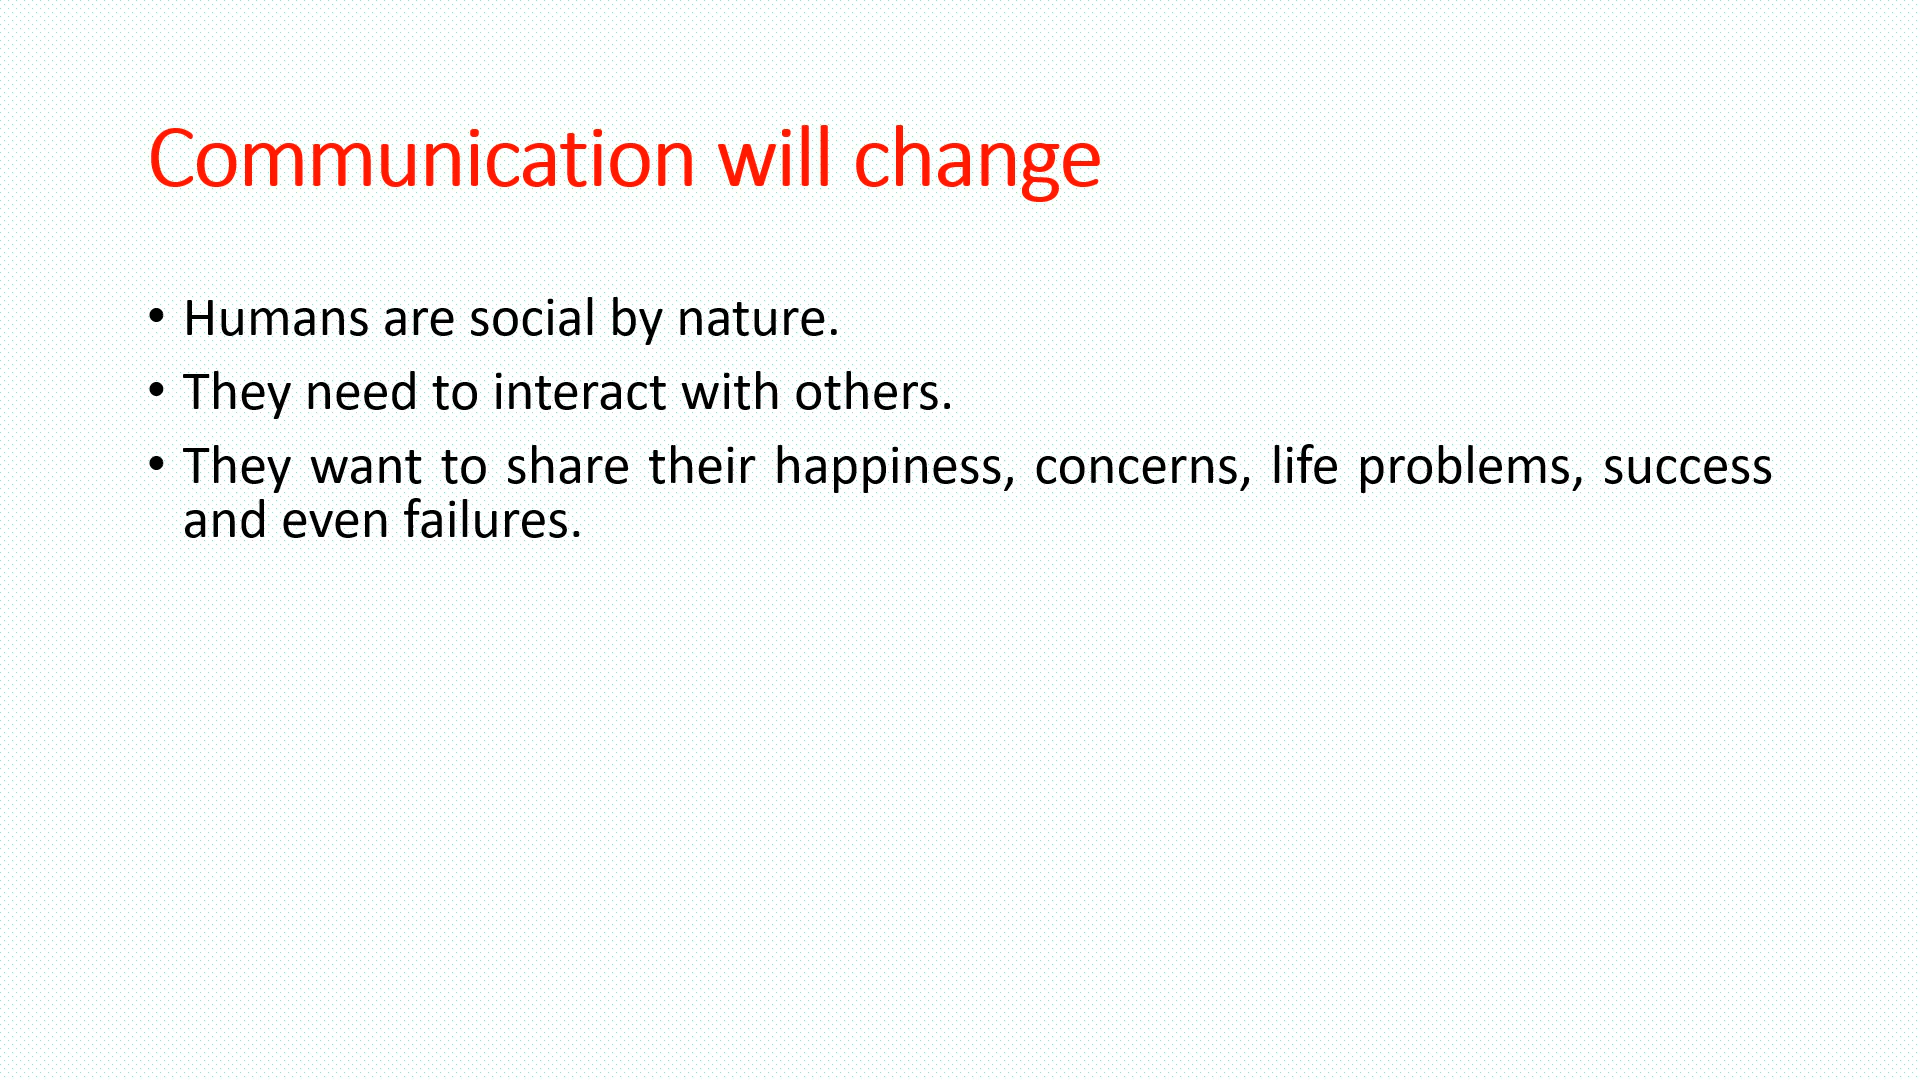 Communication will change
• Humans are social by nature.
• They need to interact with others.
• They want to share their happiness, concerns, life problems, success
and even failures.